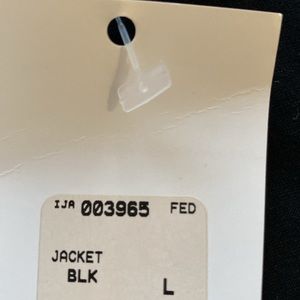 IJA 003965 FED
JACKET
BLK
L